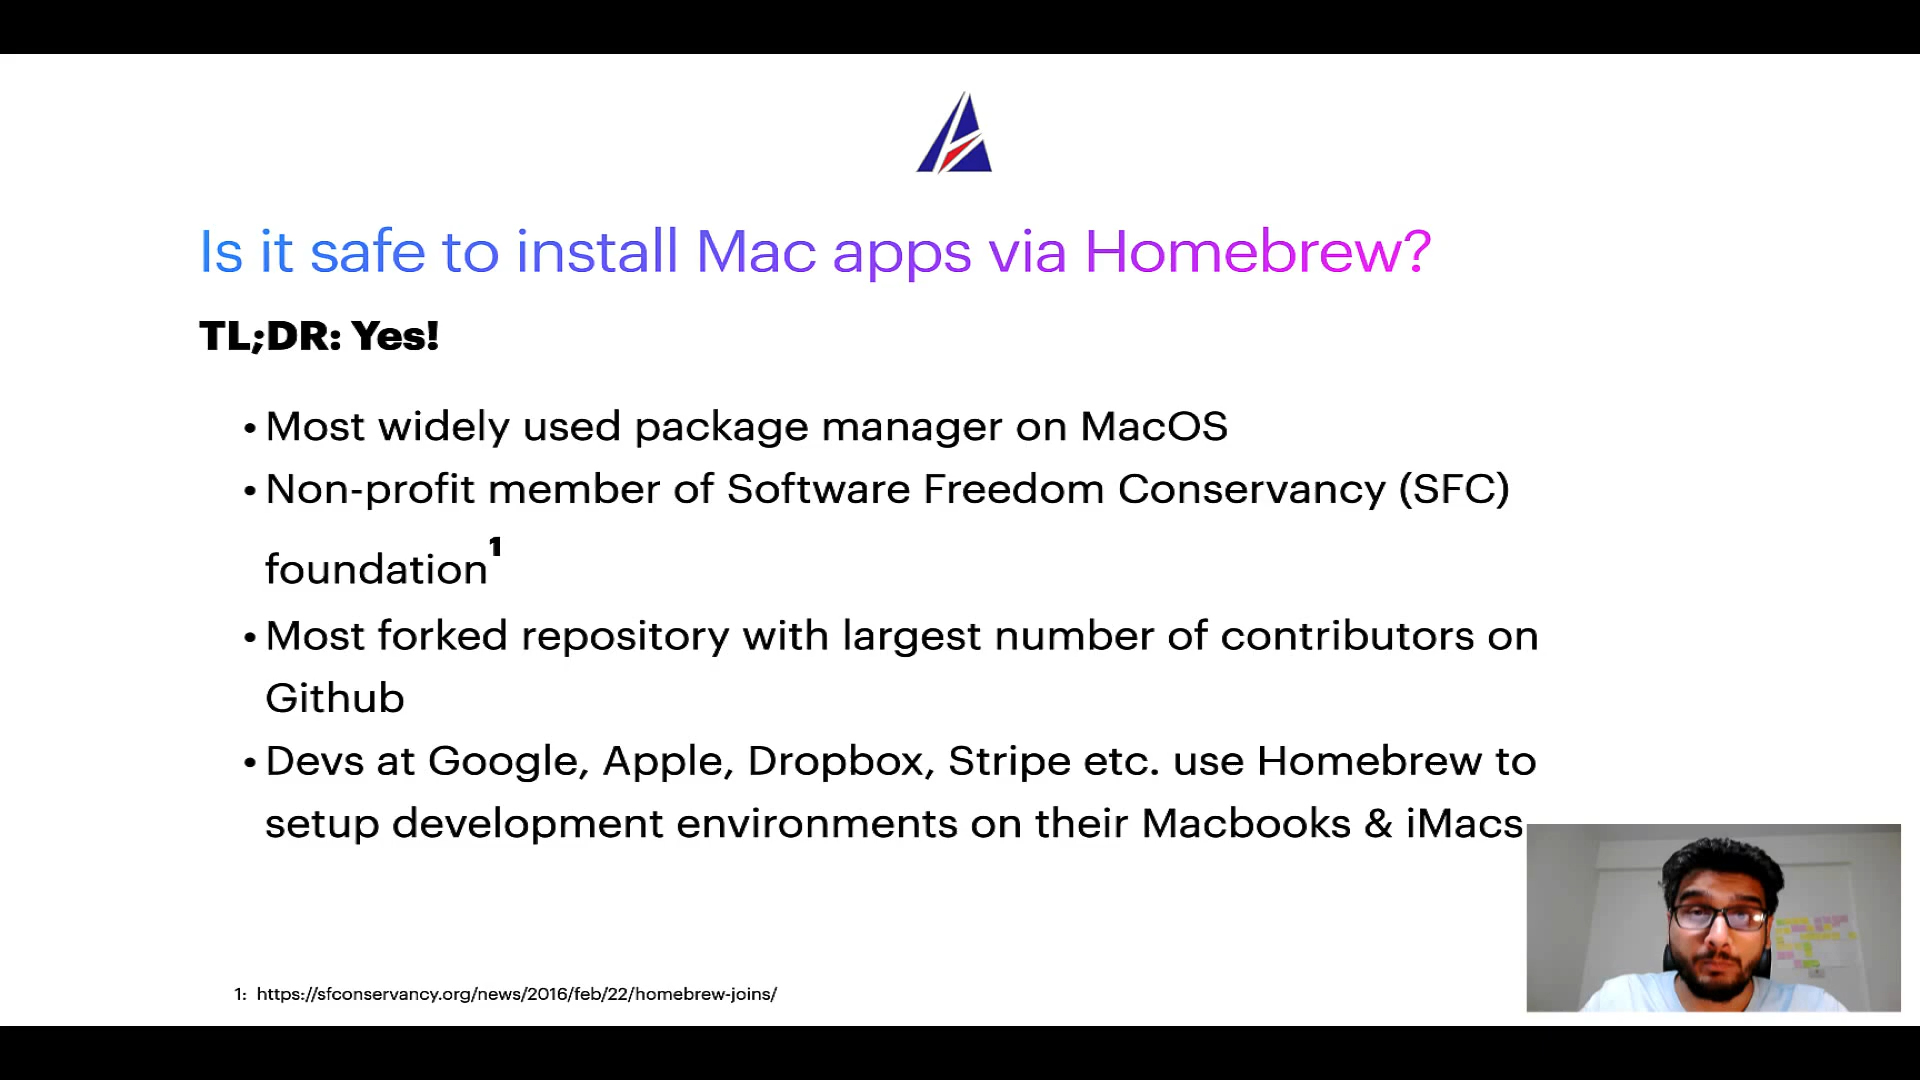 Is it safe to install Mac apps via Homebrew?
TL;DR: Yes!
• Most widely used package manager on MacOS
• Non-profit member of Software Freedom Conservancy (SFC)
foundation1
• Most forked repository with largest number of contributors on
Github
• Devs at Google, Apple, Dropbox, Stripe etc. use Homebrew to
setup development environments on their Macbooks & iMacs
1: https://sfconservancy.org/news/2016/feb/22/homebrew-joins/